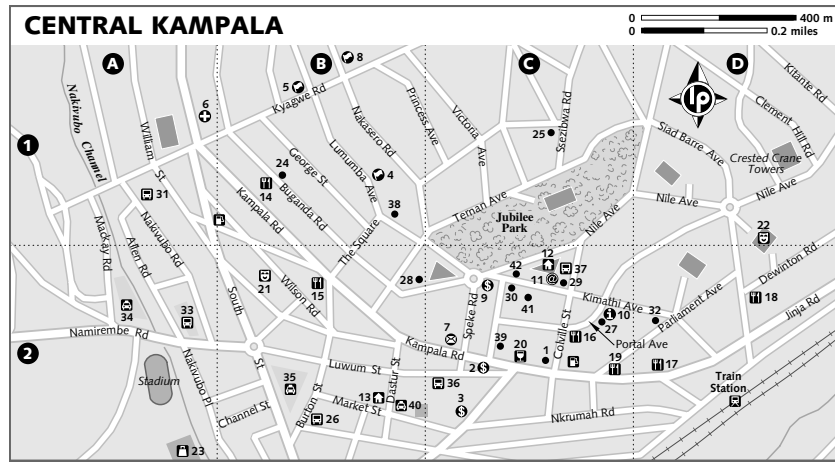 CENTRAL KAMPALA
0 400 m
0 0.2 miles
A
B
C
D
1
2
Nakivubo Channel
William St
6
5
8
Kyagwe Rd
Nakasero Rd
Princess Ave
Victoria Ave
Ssezibwa Rd
25
lp
Kitante Rd
Clement Hill Rd
Siad Barre Ave
Crested Crane Towers
Nile Ave
Nile Ave
Nile Ave
22
24
George St
Lumumba Ave
4
14
Buganda Rd
38
Kampala Rd
31
Ternan Ave
Jubilee Park
The Square
MacKay Rd
Allen Rd
Nakivubo Rd
South St
21
Wilson Rd
15
28
12
37
42
11 @
29
9
30
41
Kimathi Ave
10
27
32
Dewinton Rd
18
Parliament Ave
Jinja Rd
34
33
Namirembe Rd
Speke Rd
Colville St
7
39
20
1
16
Portal Ave
19
17
Kampala Rd
2
Luwum St
36
Train Station
Stadium
Nakivubo Pl
35
13
Dastur St
Market St
40
3
Nkrumah Rd
Channel St
Burton St
26
23